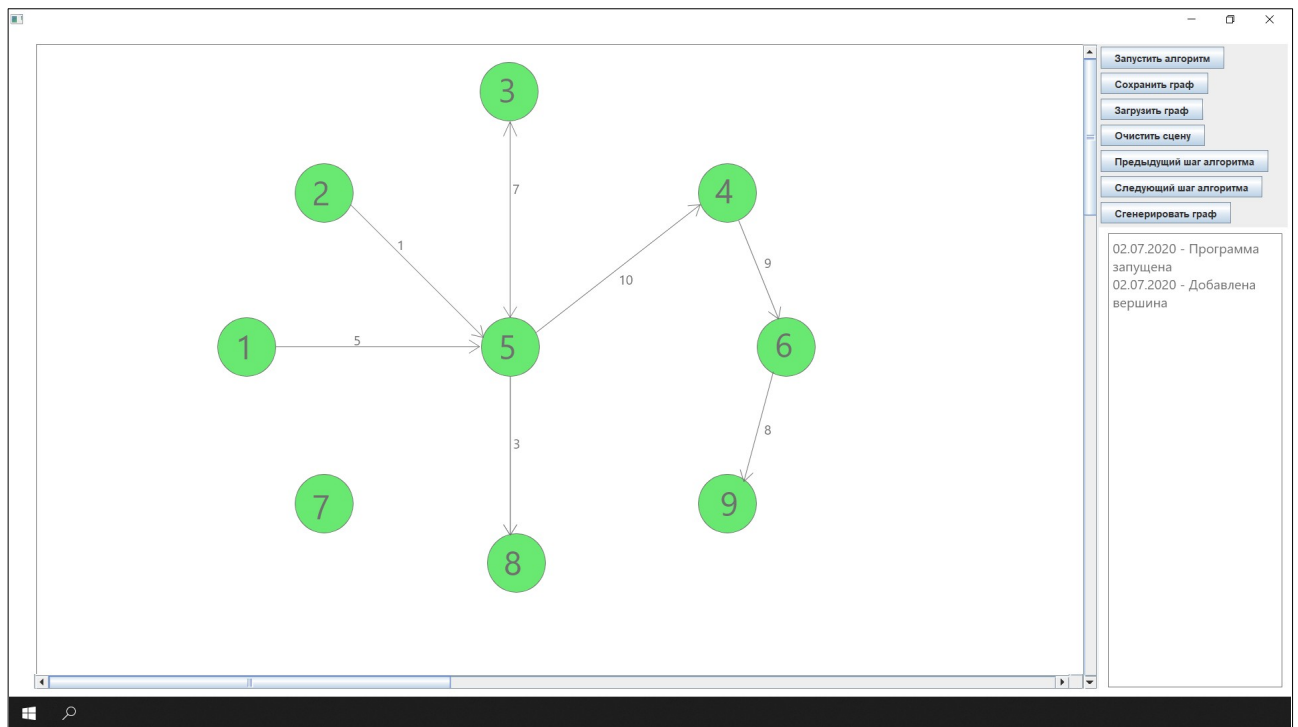 3
2
7
4
1
9
10
1
5
5
6
3
8
7
9
8
Запустить алгоритм
Сохранить граф
Загрузить граф
Очистить сцену
Предыдущий шаг алгоритма
Следующий шаг алгоритма
Сгенерировать граф
02.07.2020 - Программа
запущена
02.07.2020 - Добавлена
вершина